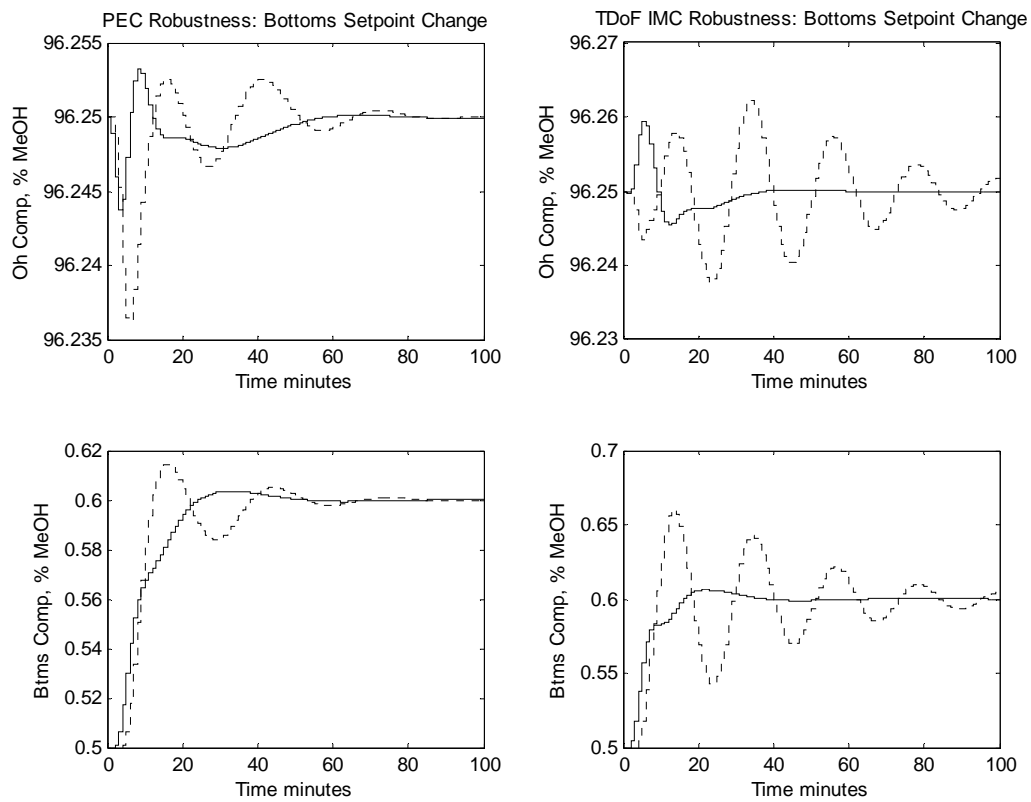 PEC Robustness: Bottoms Setpoint Change
96.255
96.25
96.245
96.24
96.235
Oh Comp, % MeOH
0 20 40 60 80 100
Time minutes
TDoF IMC Robustness: Bottoms Setpoint Change
96.27
96.26
96.25
96.24
96.23
Oh Comp, % MeOH
0 20 40 60 80 100
Time minutes
0.62
0.6
0.58
0.56
0.54
0.52
0.5
Btms Comp, % MeOH
0 20 40 60 80 100
Time minutes
0.7
0.65
0.6
0.55
0.5
Btms Comp, % MeOH
0 20 40 60 80 100
Time minutes